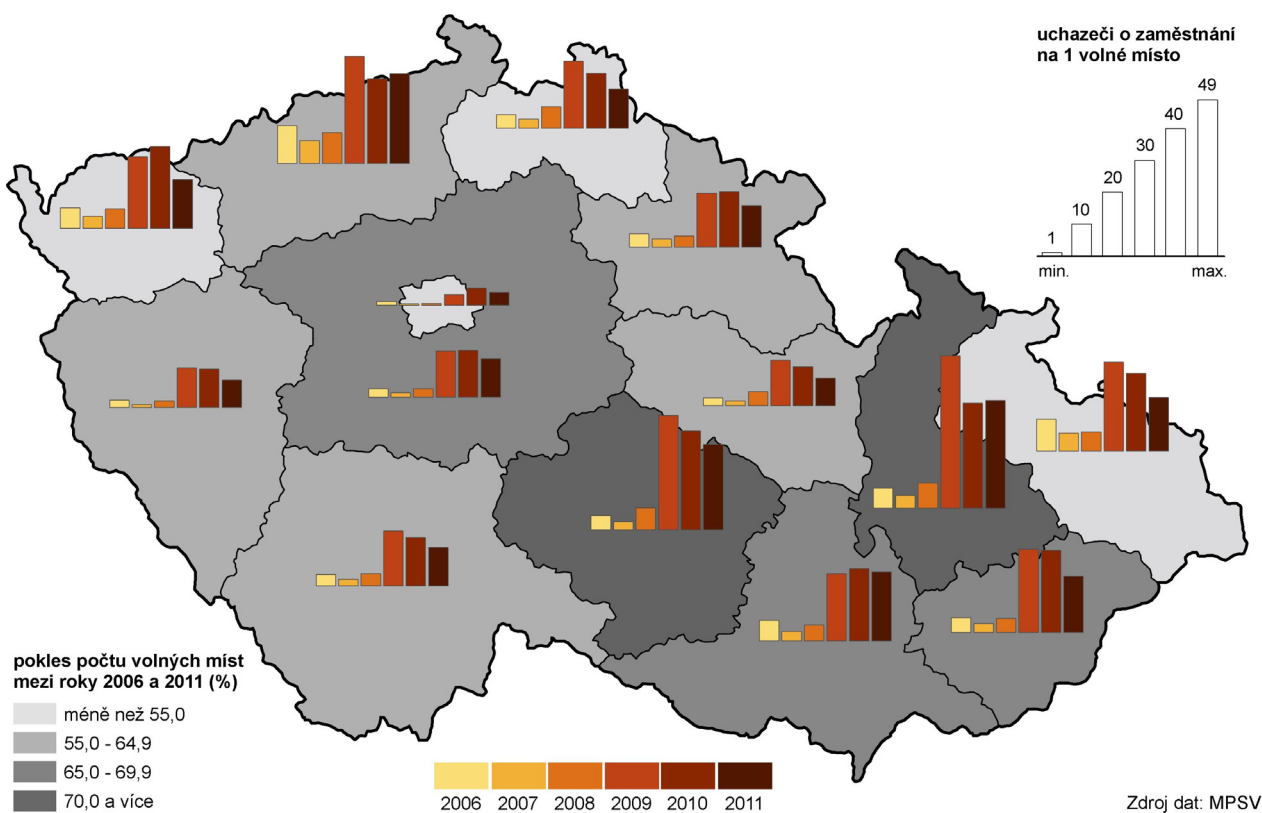 uchazeči o zaměstnání
na 1 volné místo
1
10
20
30
40
49
min.
max.
pokles počtu volných míst
mezi roky 2006 a 2011 (%)
méně než 55,0
55,0 - 64,9
65,0 - 69,9
70,0 a více
2006 2007 2008 2009 2010 2011
Zdroj dat: MPSV